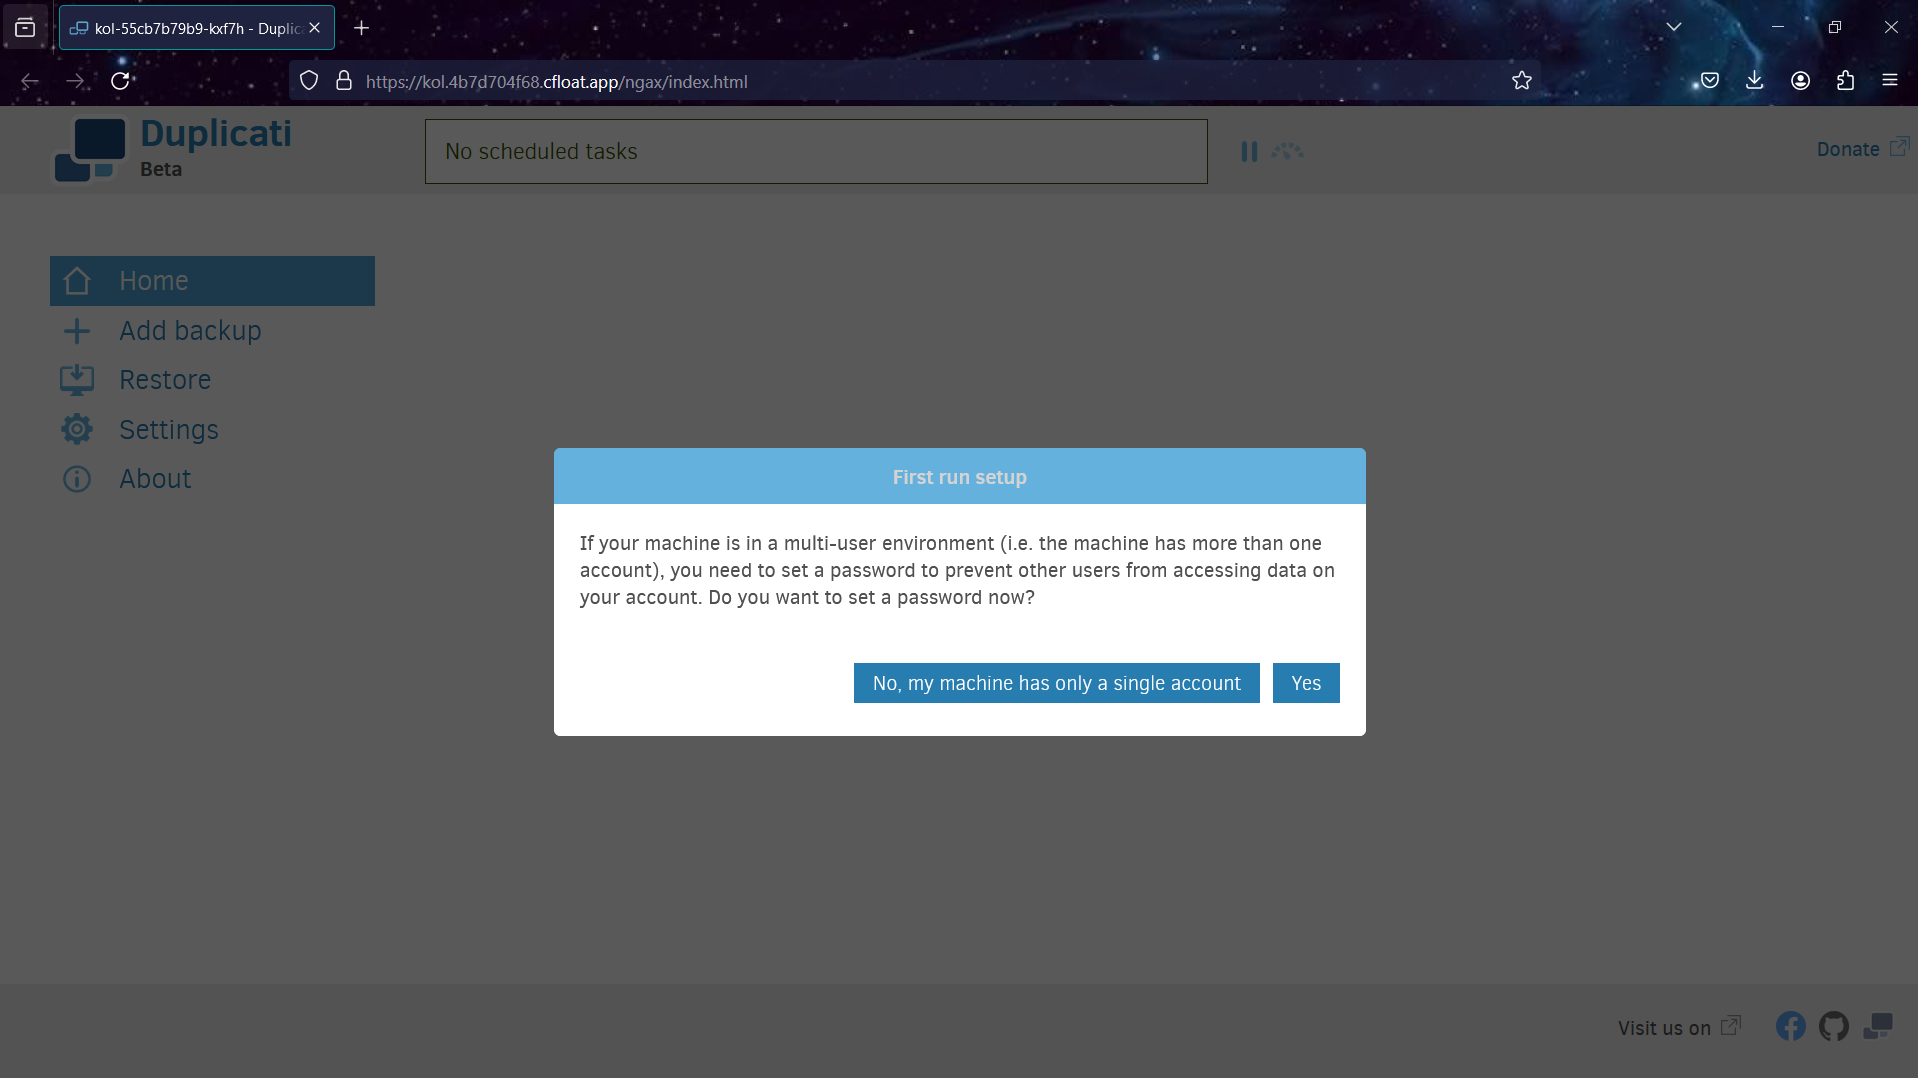 kol-55cb7b79b9-kxf7h - Duplic
https://kol.4b7d704f68.cfloat.app/ngax/index.html
Duplicati
Beta
No scheduled tasks
Donate
Home
Add backup
Restore
Settings
About
First run setup
If your machine is in a multi-user environment (i.e. the machine has more than one
account), you need to set a password to prevent other users from accessing data on
your account. Do you want to set a password now?
No, my machine has only a single account
Yes
Visit us on